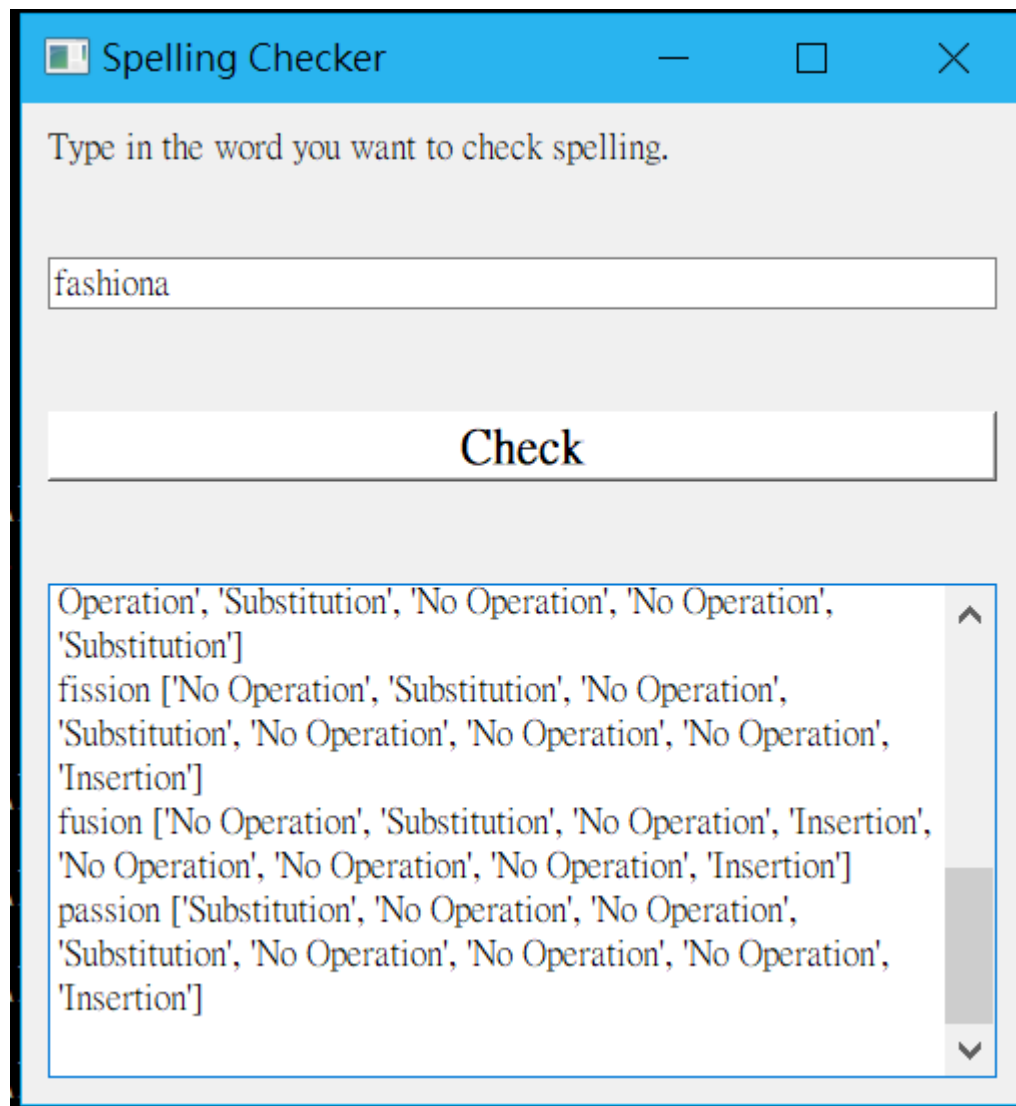 Spelling Checker
Type in the word you want to check spelling.
fashiona
Check
Operation', 'Substitution', 'No Operation', 'No Operation',
'Substitution']
fission ['No Operation', 'Substitution', 'No Operation',
'Substitution', 'No Operation', 'No Operation', 'No Operation',
'Insertion']
fusion ['No Operation', 'Substitution', 'No Operation', 'Insertion',
'No Operation', 'No Operation', 'No Operation', 'Insertion']
passion ['Substitution', 'No Operation', 'No Operation',
'Substitution', 'No Operation', 'No Operation', 'No Operation',
'Insertion']